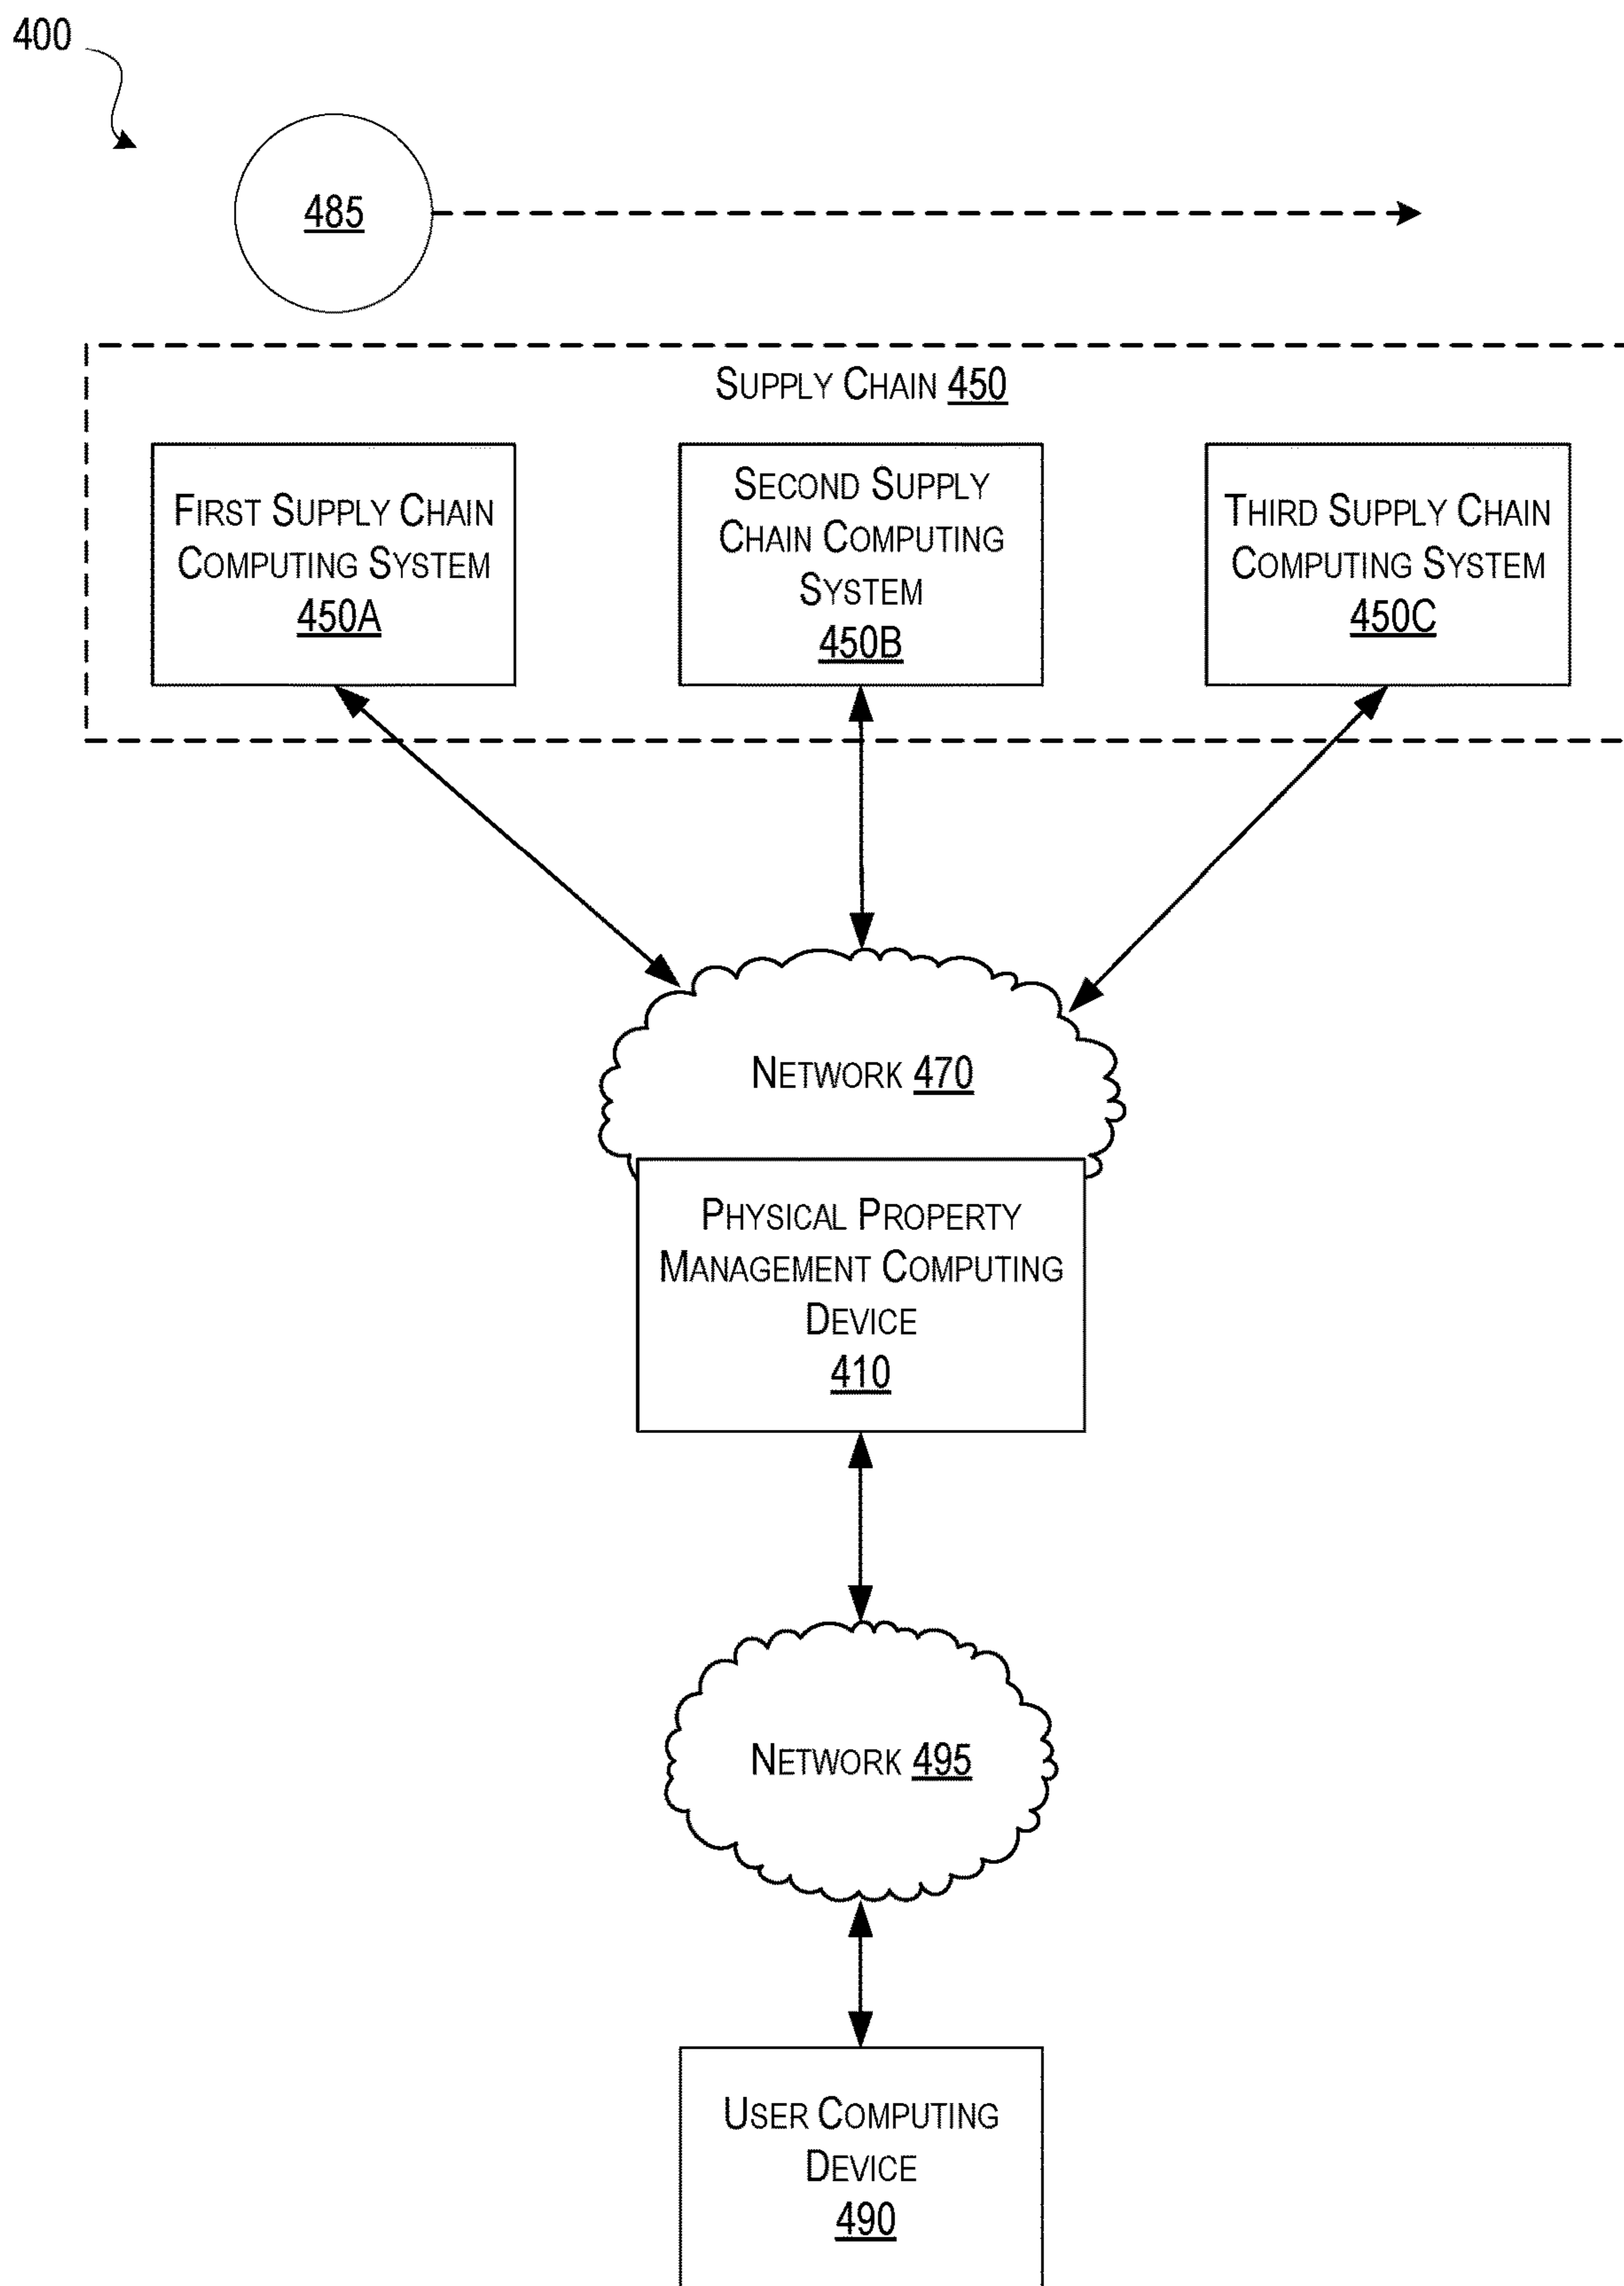 400
485
SUPPLY CHAIN 450
FIRST SUPPLY CHAIN
COMPUTING SYSTEM
450A
SECOND SUPPLY
CHAIN COMPUTING
SYSTEM
450B
THIRD SUPPLY CHAIN
COMPUTING SYSTEM
450C
NETWORK 470
PHYSICAL PROPERTY
MANAGEMENT COMPUTING
DEVICE
410
NETWORK 495
USER COMPUTING
DEVICE
490